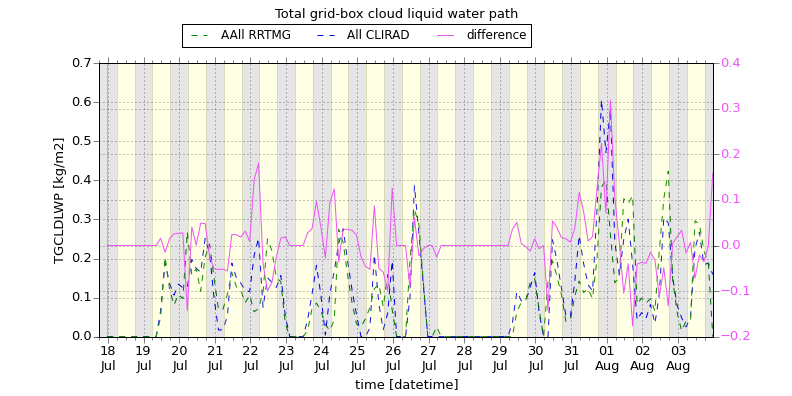 Total grid-box cloud liquid water path
AAll RRTMG All CLIRAD difference
TGCLDLWP [kg/m2]
0.7
0.6
0.5
0.4
0.3
0.2
0.1
0.0
0.4
0.3
0.2
0.1
0.0
−0.1
−0.2
18 19 20 21 22 23 24 25 26 27 28 29 30 31 01 02 03
Jul Jul Jul Jul Jul Jul Jul Jul Jul Jul Jul Jul Jul Jul Aug Aug Aug
time [datetime]